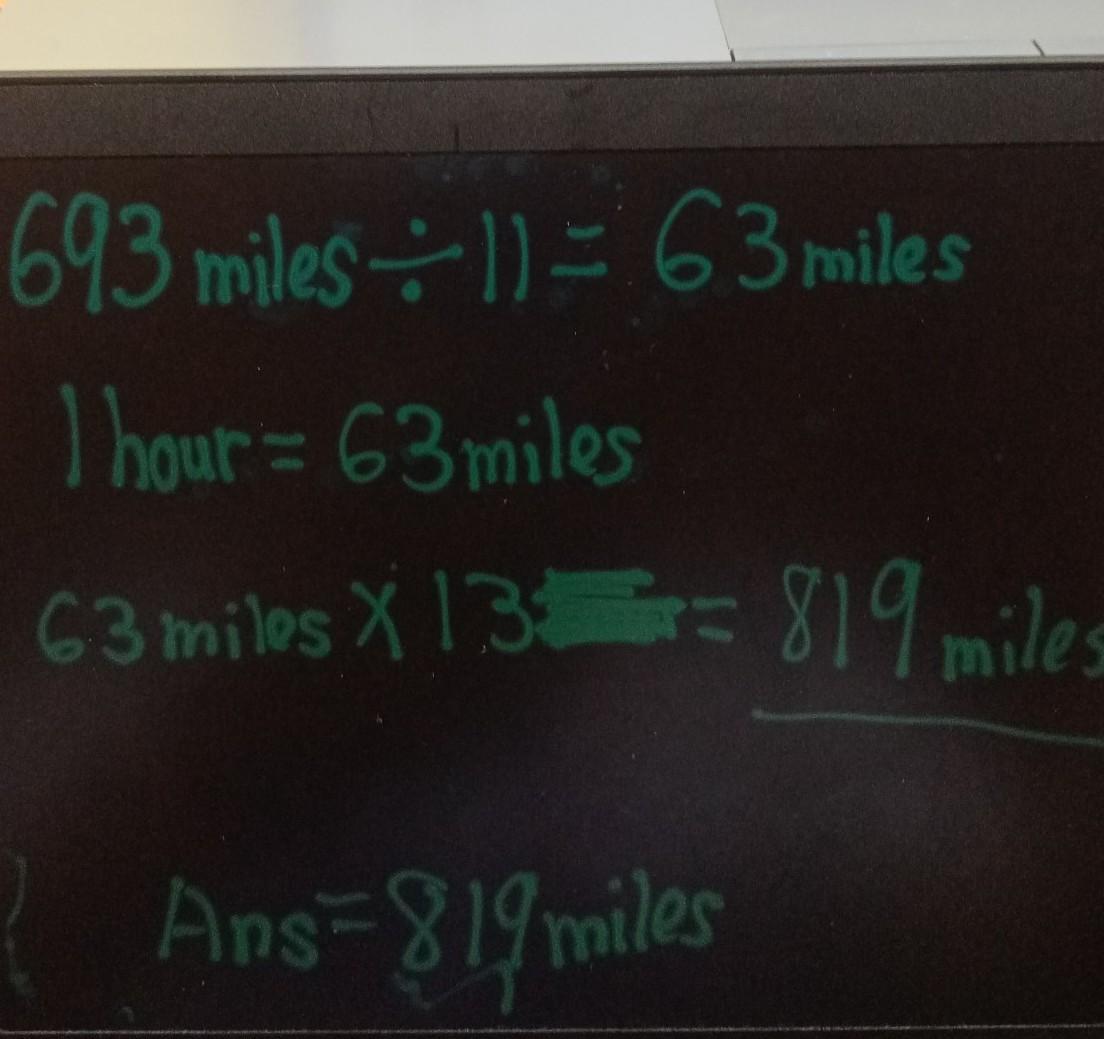 693 miles ÷ 11 = 63 miles
1 hour = 63 miles
63 miles × 13 = 819 miles
Ans = 819 miles